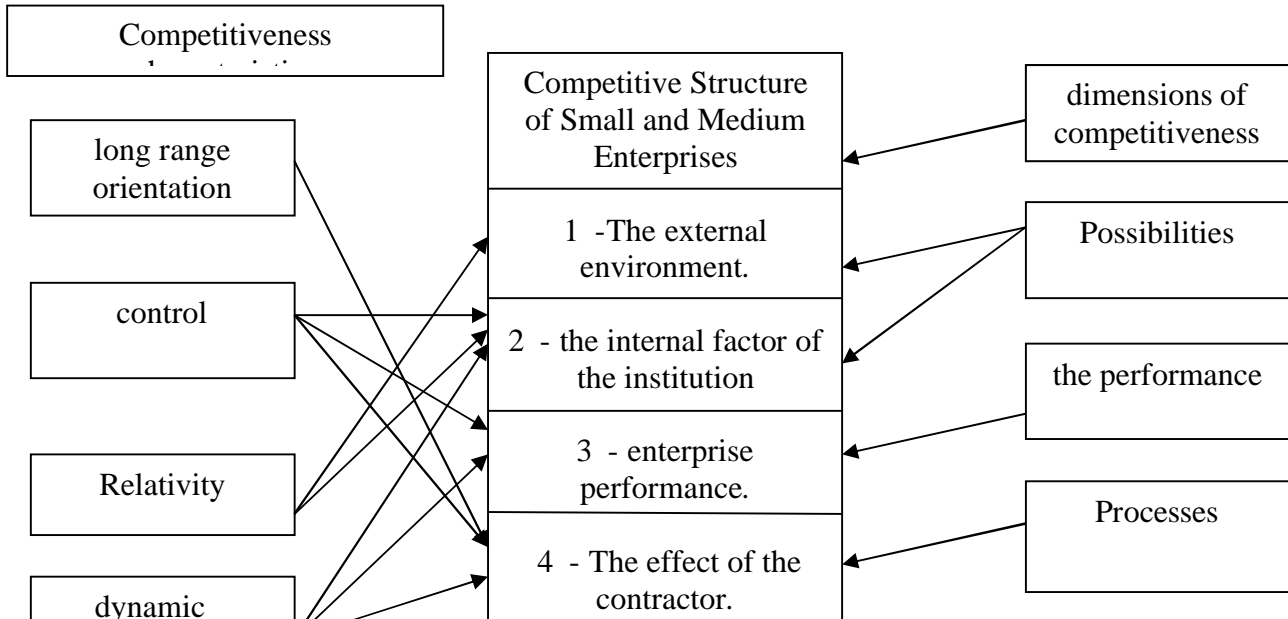 Competitiveness
Competitive Structure
of Small and Medium
Enterprises
dimensions of
competitiveness
long range
orientation
1 -The external
environment.
Possibilities
control
2 - the internal factor of
the institution
the performance
Relativity
3 - enterprise
performance.
Processes
4 - The effect of the
contractor.
dynamic